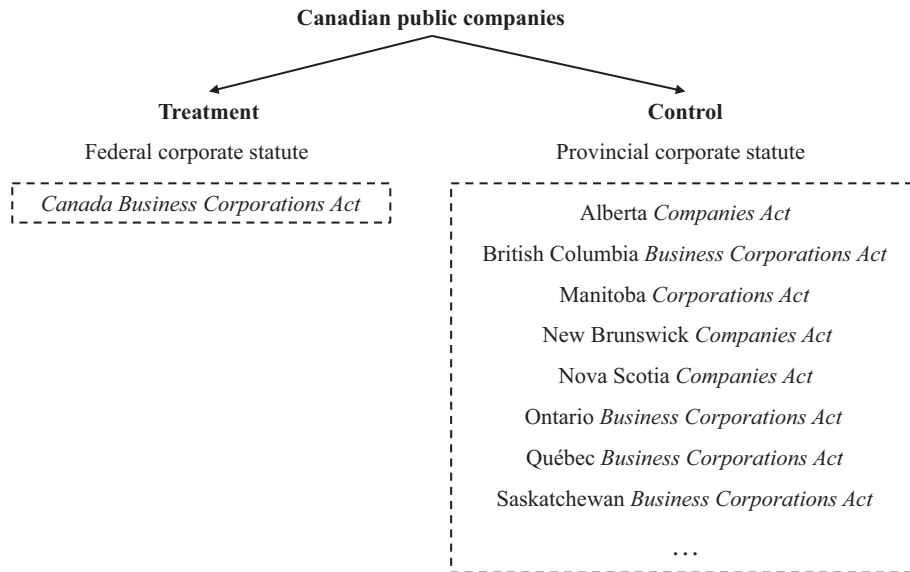 Canadian public companies
Treatment
Control
Federal corporate statute
Provincial corporate statute
Canada Business Corporations Act
Alberta Companies Act
British Columbia Business Corporations Act
Manitoba Corporations Act
New Brunswick Companies Act
Nova Scotia Companies Act
Ontario Business Corporations Act
Québec Business Corporations Act
Saskatchewan Business Corporations Act
…